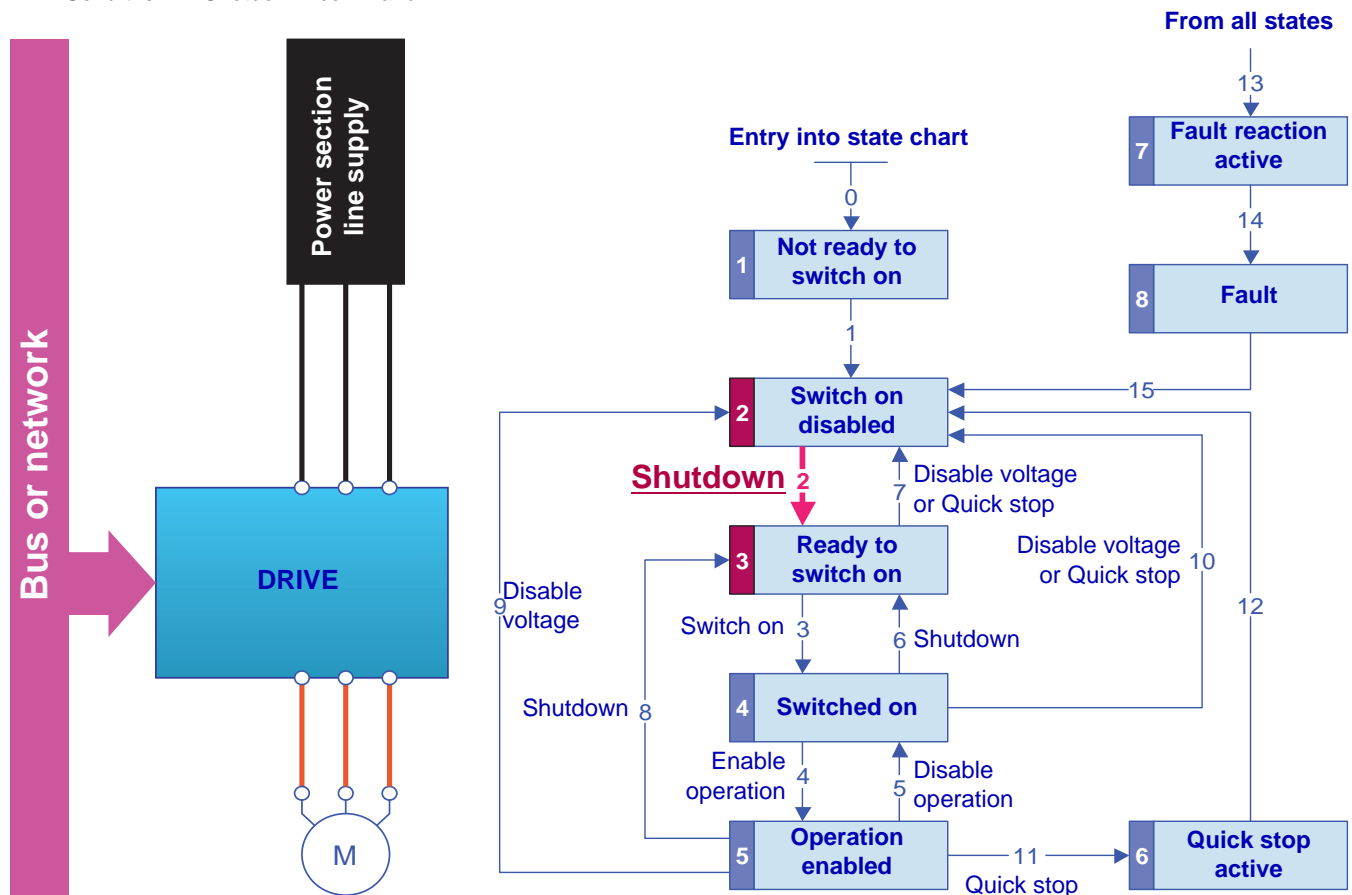 From all states
13
7
Fault reaction
active
14
8
Fault
15
Power section
line supply
Entry into state chart
0
1
Not ready to
switch on
1
2
Switch on
disabled
Shutdown 2
7
Disable voltage
or Quick stop
3
Ready to
switch on
Disable voltage
or Quick stop
10
12
Bus or network
DRIVE
9
Disable
voltage
Switch on 3
6 Shutdown
Shutdown 8
4
Switched on
Enable
operation
4
5
Disable
operation
5
Operation
enabled
11
Quick stop
6
Quick stop
active
M